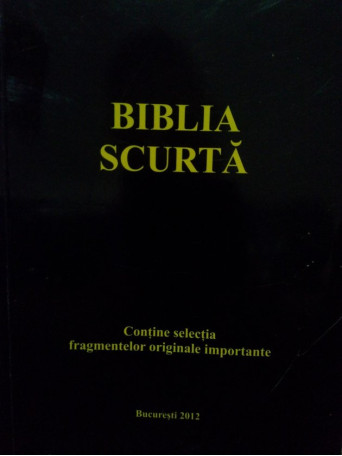 BIBLIA
SCURTĂ
Conține selecția
fragmentelor originale importante
București 2012